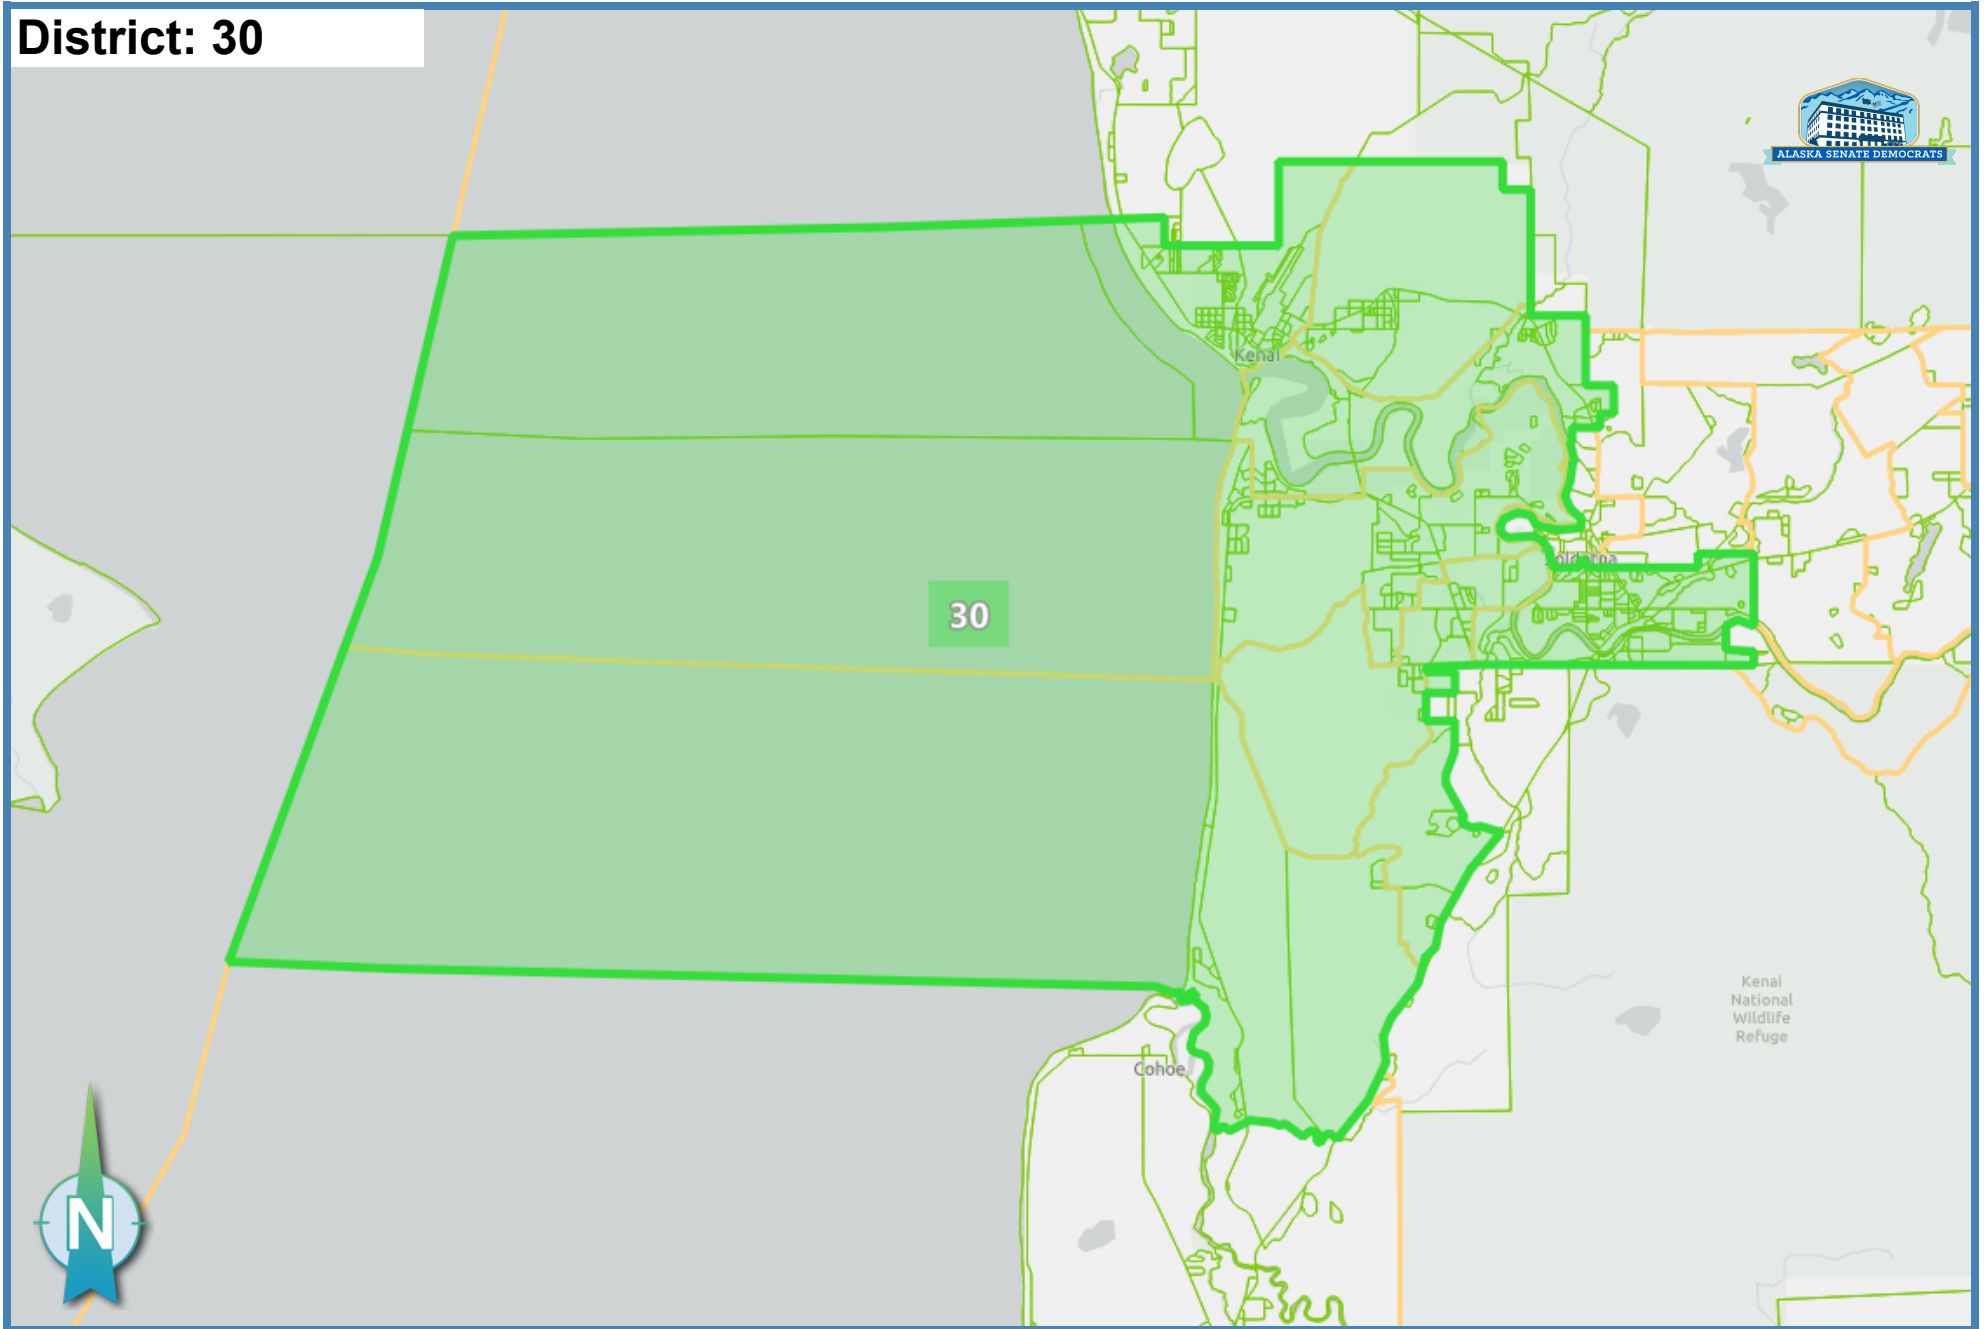 District: 30
ALASKA SENATE DEMOCRATS
Kenai
30
Kenai
National
Wildlife
Refuge
Cohoe
N